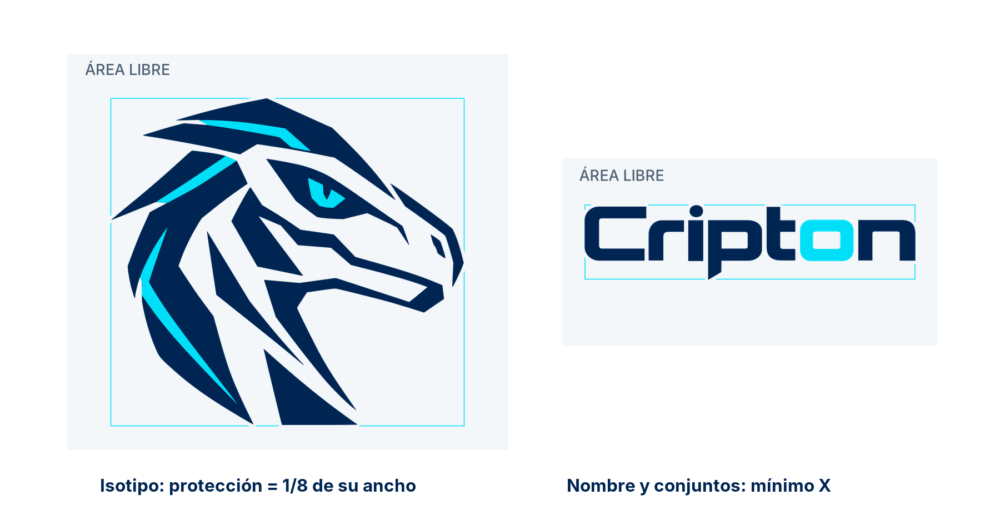 ÁREA LIBRE
ÁREA LIBRE
Cripton
Isotipo: protección = 1/8 de su ancho
Nombre y conjuntos: mínimo X